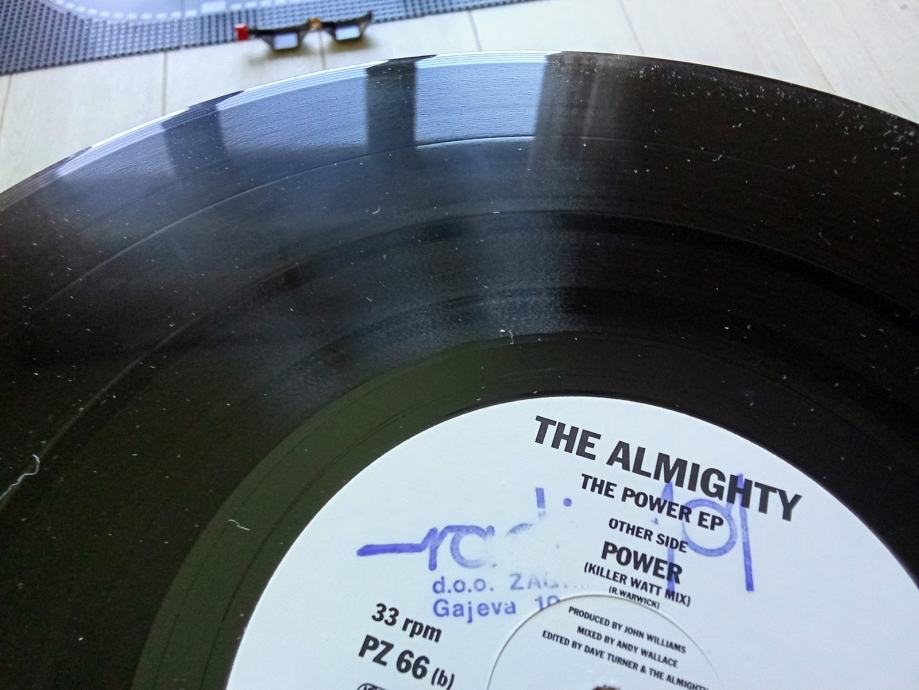 THE ALMIGHTY
THE POWER EP
OTHER SIDE
POWER
(KILLER WATT MIX)
(R.WARWICK)
d.o.o.
Gajeva 10
33 rpm
PZ 66 (b)
PRODUCED BY JOHN WILLIAMS
MIXED BY ANDY WALLACE
EDITED BY DAVE TURNER & THE ALMIGHTY